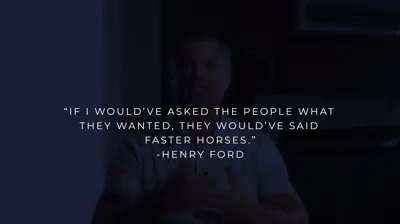 “IF I WOULD’VE ASKED THE PEOPLE WHAT
THEY WANTED, THEY WOULD’VE SAID
FASTER HORSES.”
-HENRY FORD